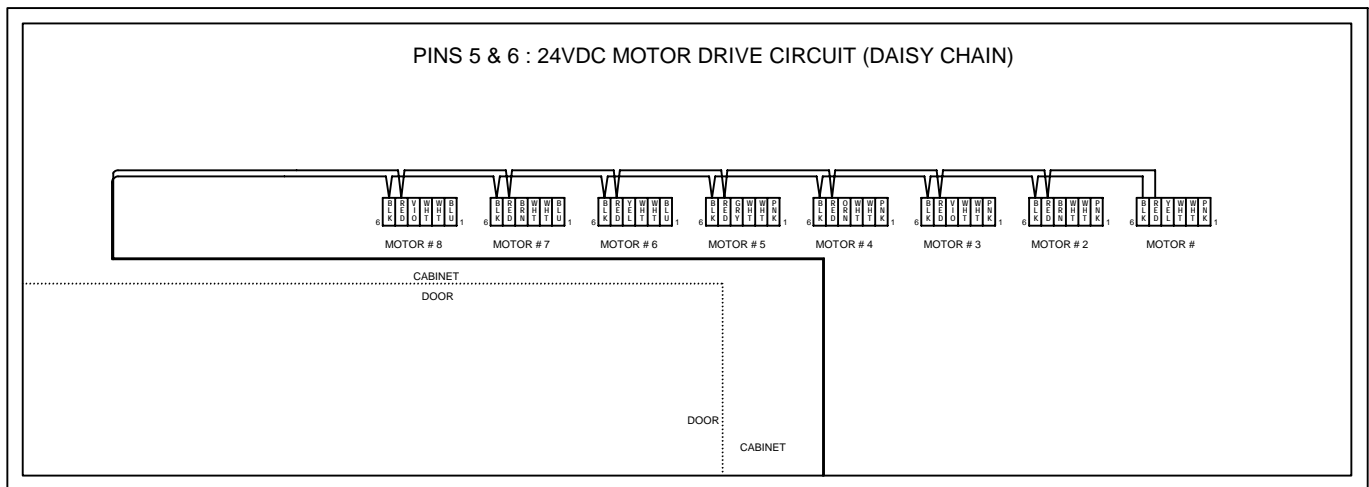 PINS 5 & 6 : 24VDC MOTOR DRIVE CIRCUIT (DAISY CHAIN)
6 BLK RED VIO WHT WHT BLU 1
6 BLK RED BRN WHT WHT BLU 1
6 BLK RED YEL WHT WHT BLU 1
6 BLK RED GRY WHT WHT PNK 1
6 BLK RED ORN WHT WHT PNK 1
6 BLK RED VIO WHT WHT PNK 1
6 BLK RED BRN WHT WHT PNK 1
6 BLK RED YEL WHT WHT PNK 1
MOTOR # 8
MOTOR # 7
MOTOR # 6
MOTOR # 5
MOTOR # 4
MOTOR # 3
MOTOR # 2
MOTOR #
CABINET
DOOR
DOOR
CABINET